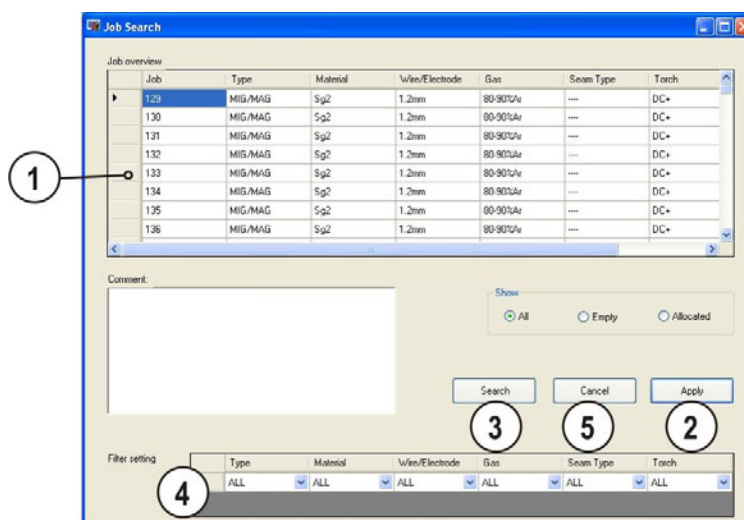 Job Search
Job overview
Job Type Material Wire/Electrode Gas Seam Type Torch
129 MIG/MAG Sg2 1.2mm 80-90%Ar ---- DC+
130 MIG/MAG Sg2 1.2mm 80-90%Ar ---- DC+
131 MIG/MAG Sg2 1.2mm 80-90%Ar ---- DC+
132 MIG/MAG Sg2 1.2mm 80-90%Ar ---- DC+
133 MIG/MAG Sg2 1.2mm 80-90%Ar ---- DC+
134 MIG/MAG Sg2 1.2mm 80-90%Ar ---- DC+
135 MIG/MAG Sg2 1.2mm 80-90%Ar ---- DC+
136 MIG/MAG Sg2 1.2mm 80-90%Ar ---- DC+
1
Comment:
Show
All Empty Allocated
Search Cancel Apply
3 5 2
Filter setting
Type Material Wire/Electrode Gas Seam Type Torch
ALL ALL ALL ALL ALL ALL
4